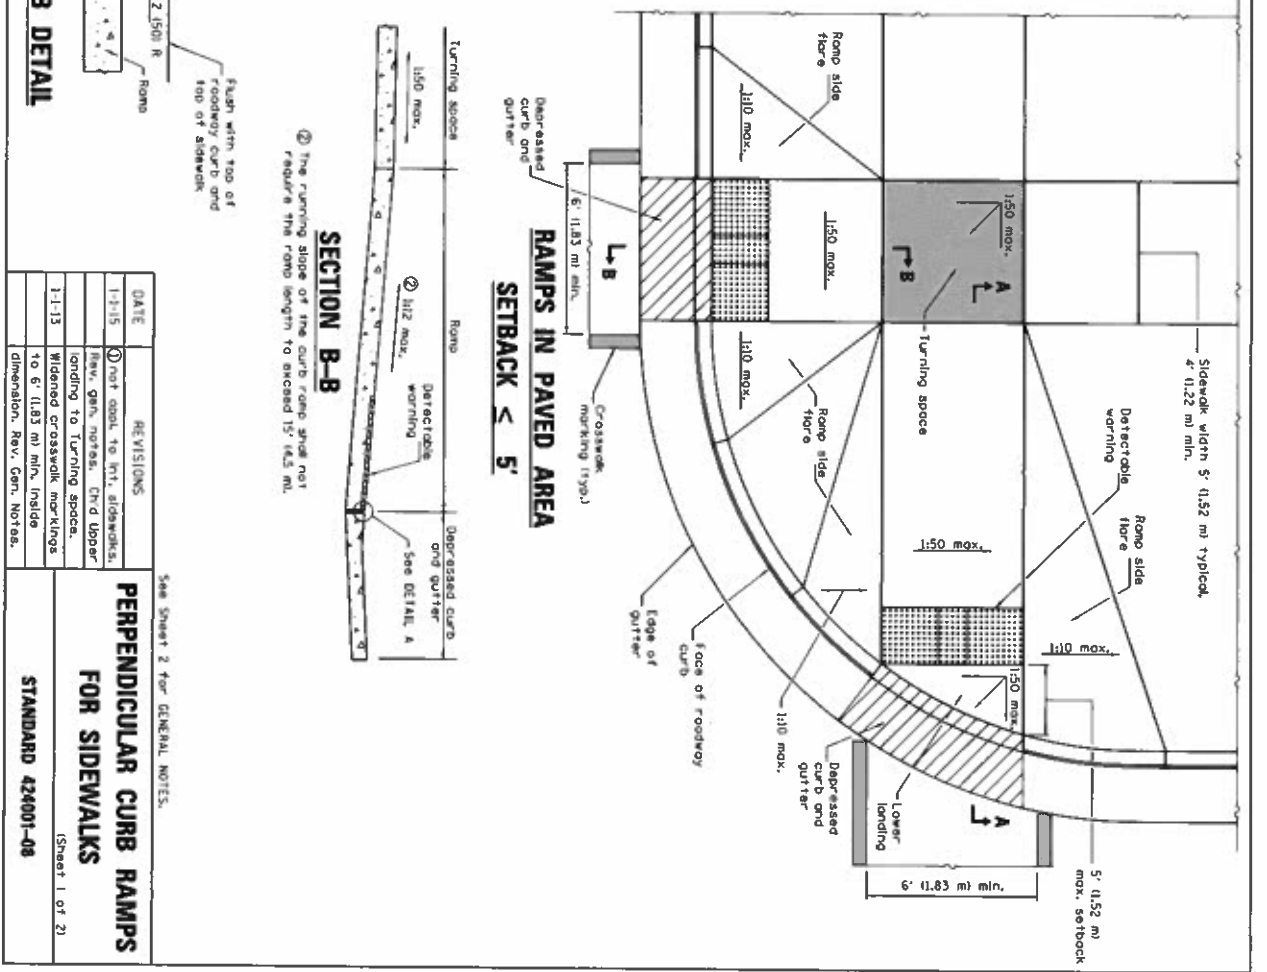 Ramp side
flare
1:10 max.
1:50 max.
A
B
Turning space
1:50 max.
Sidewalk width 5' (1.52 m) typical,
4' (1.22 m) min.
Detectable
warning
Ramp side
flare
1:10 max.
1:50 max.
1:50 max.
5' (1.52 m)
max. setback
A
6' (1.83 m) min.
Lower
landing
Depressed
curb and
gutter
1:10 max.
Ramp side
flare
1:10 max.
Face of roadway
curb
Edge of
gutter
Depressed
curb and
gutter
6' (1.83 m) min.
B
Crosswalk
marking (typ.)
RAMPS IN PAVED AREA
SETBACK ≤ 5'
Turning space
Ramp
Depressed curb
and gutter
1:50 max.
② 1:12 max.
Detectable
warning
See DETAIL A
SECTION B-B
② The running slope of the curb ramp shall not
require the ramp length to exceed 15' (4.5 m).
Flush with top of
roadway curb and
top of sidewalk
2 (50) R
Ramp
B DETAIL
See Sheet 2 for GENERAL NOTES.
DATE
REVISIONS
1-1-15
① not appl. to int. sidewalks.
Rev. gen. notes. Ch'd Upper
landing to Turning space.
1-1-13
Widened crosswalk markings
to 6' (1.83 m) min. inside
dimension. Rev. Gen. Notes.
PERPENDICULAR CURB RAMPS
FOR SIDEWALKS
(Sheet 1 of 2)
STANDARD 424001-08